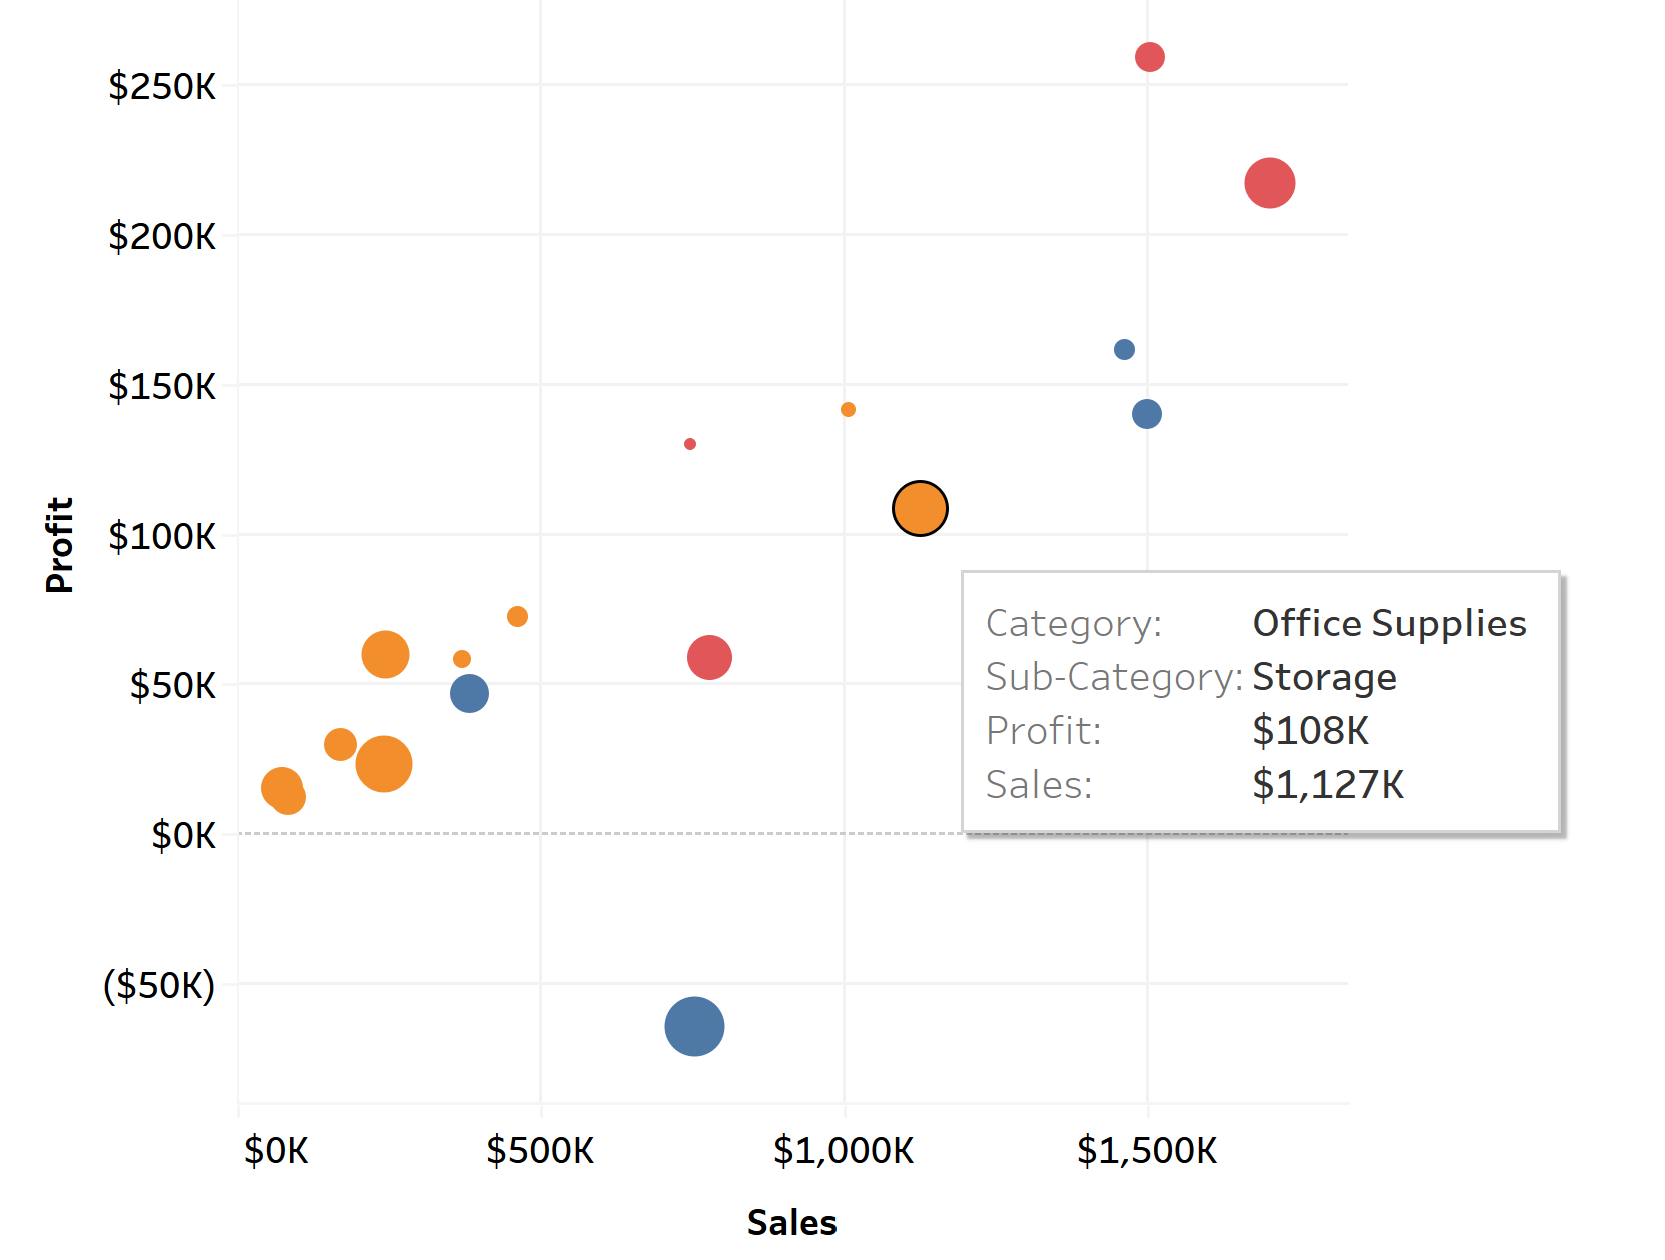 $250K
$200K
$150K
$100K
$50K
$0K
($50K)
Profit
Category: Office Supplies
Sub-Category: Storage
Profit: $108K
Sales: $1,127K
$0K $500K $1,000K $1,500K
Sales